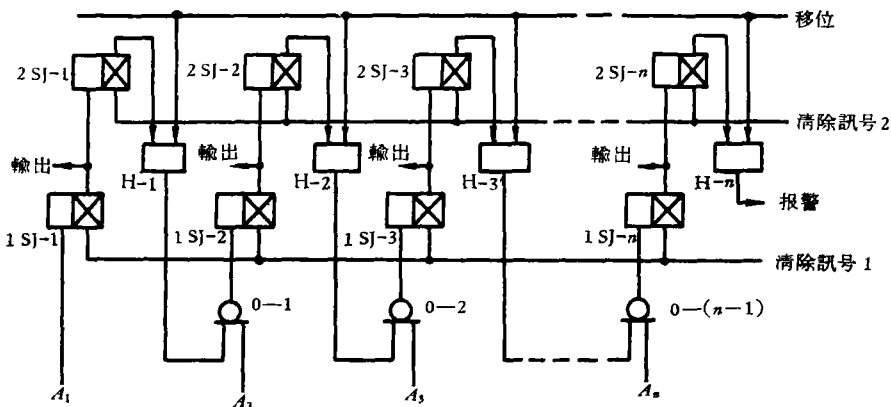 移位
2 SJ-1
2 SJ-2
2 SJ-3
2 SJ-n
清除訊号2
輸出
H-1
輸出
H-2
輸出
H-3
輸出
H-n
报警
1 SJ-1
1 SJ-2
1 SJ-3
1 SJ-n
清除訊号1
0—1
0—2
0—(n-1)
A₁
A₂
A₃
Aₙ